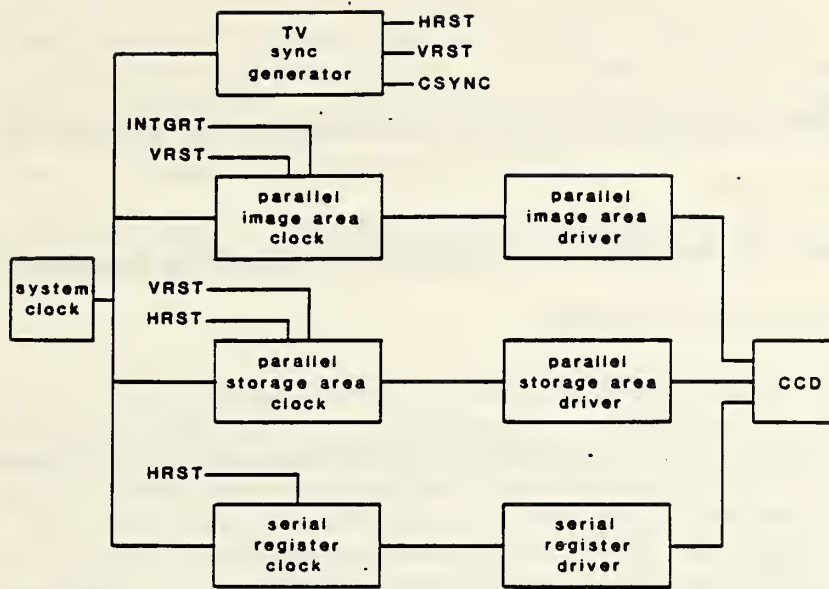 TV
sync
generator
HRST
VRST
CSYNC
INTGRT
VRST
parallel
image area
clock
parallel
image area
driver
system
clock
VRST
HRST
parallel
storage area
clock
parallel
storage area
driver
CCD
HRST
serial
register
clock
serial
register
driver